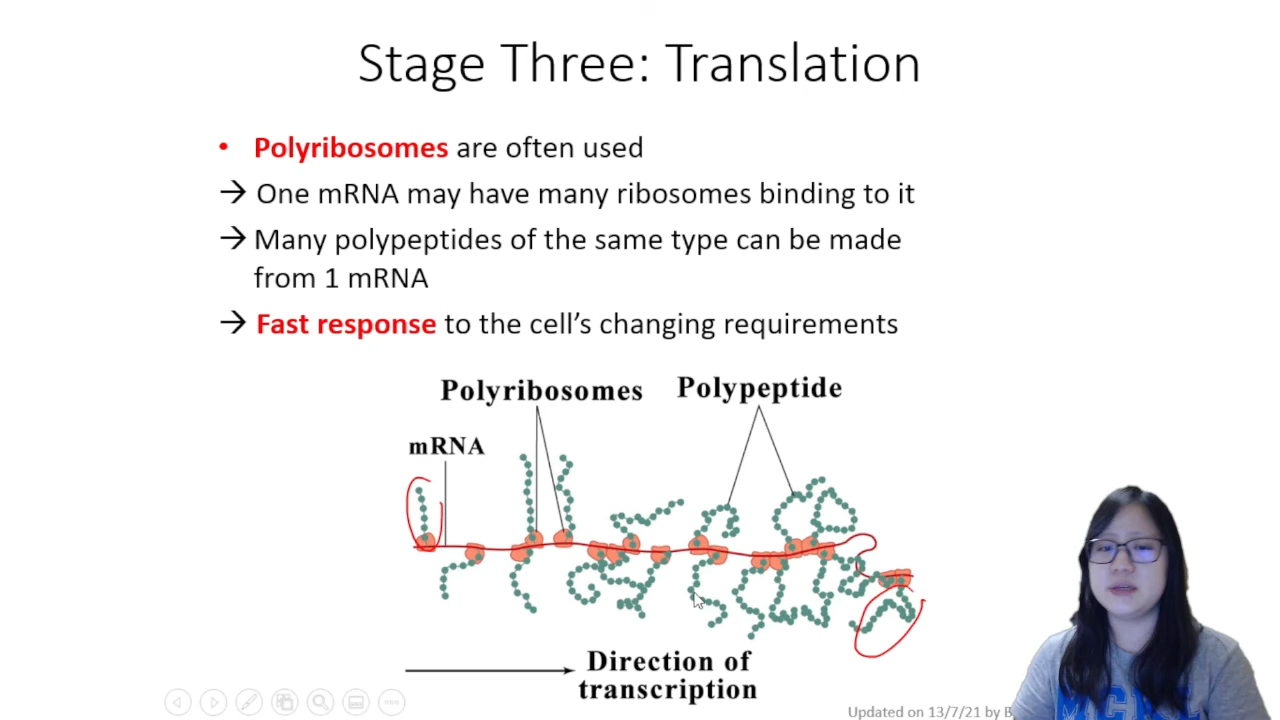 Stage Three: Translation
• Polyribosomes are often used
→ One mRNA may have many ribosomes binding to it
→ Many polypeptides of the same type can be made
from 1 mRNA
→ Fast response to the cell's changing requirements
Polyribosomes
Polypeptide
mRNA
Direction of
transcription
Updated on 13/7/21 by